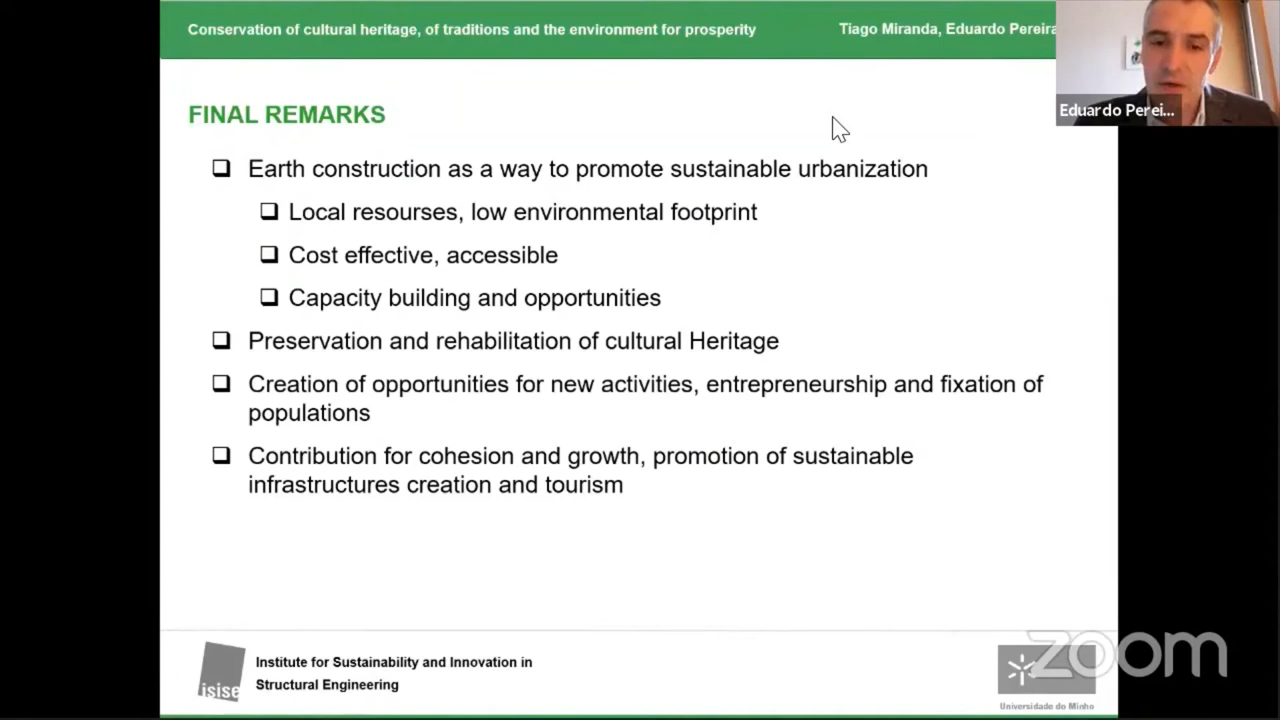 Conservation of cultural heritage, of traditions and the environment for prosperity
Tiago Miranda, Eduardo Pereira
Eduardo Perei...
FINAL REMARKS
Earth construction as a way to promote sustainable urbanization
Local resourses, low environmental footprint
Cost effective, accessible
Capacity building and opportunities
Preservation and rehabilitation of cultural Heritage
Creation of opportunities for new activities, entrepreneurship and fixation of
populations
Contribution for cohesion and growth, promotion of sustainable
infrastructures creation and tourism
isise
Institute for Sustainability and Innovation in
Structural Engineering
zoom
Universidade do Minho